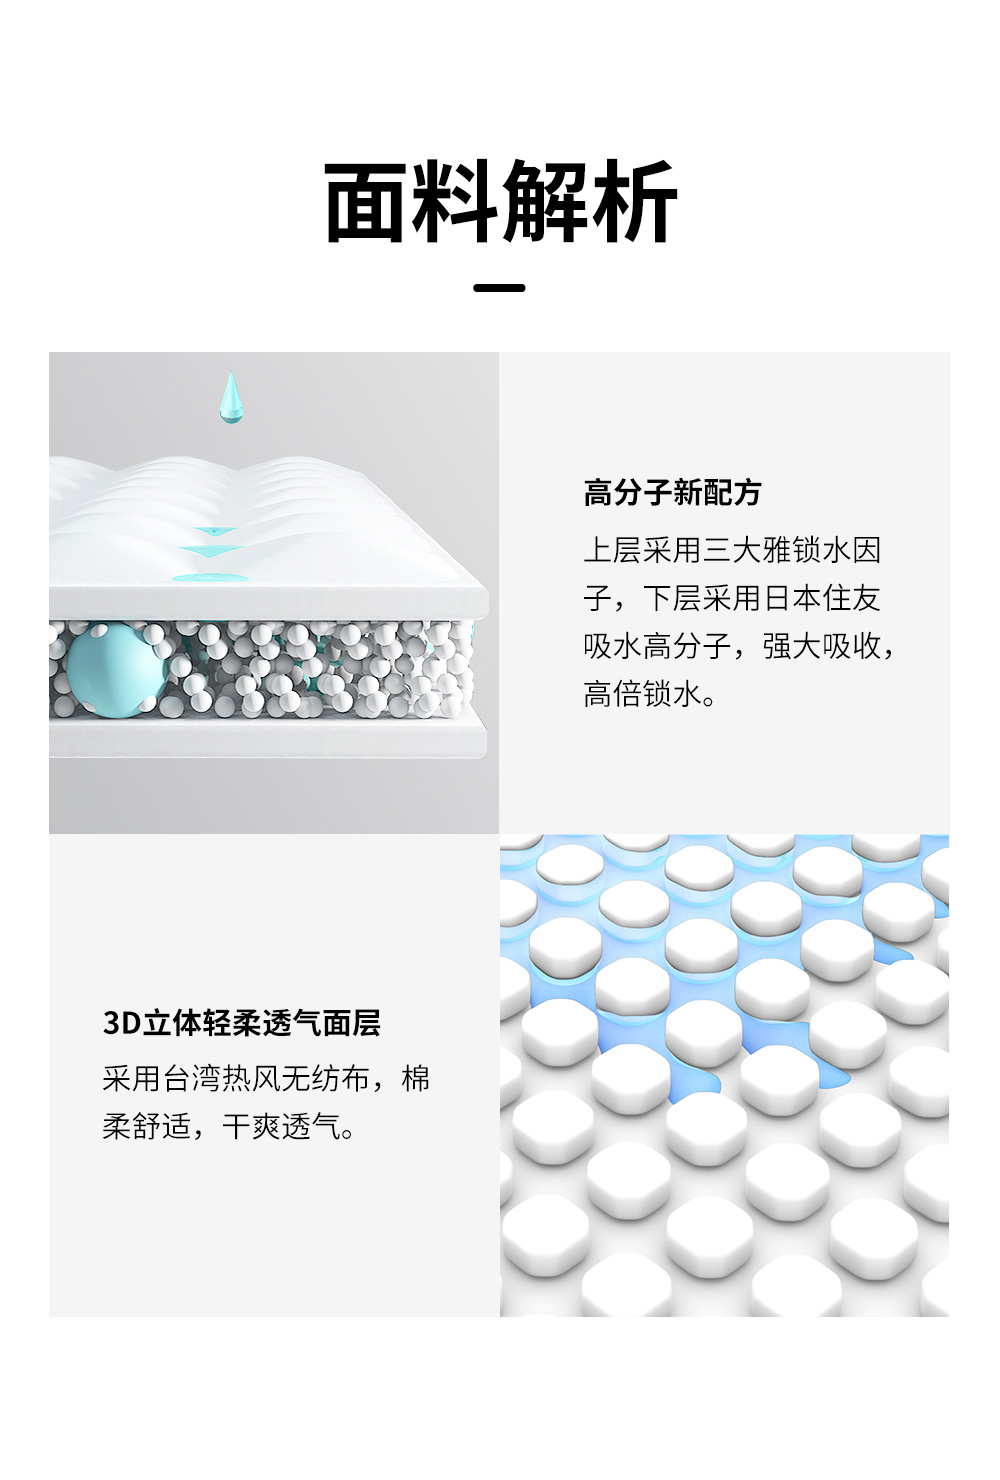 面料解析
高分子新配方
上层采用三大雅锁水因
子，下层采用日本住友
吸水高分子，强大吸收，
高倍锁水。
3D立体轻柔透气面层
采用台湾热风无纺布，棉
柔舒适，干爽透气。